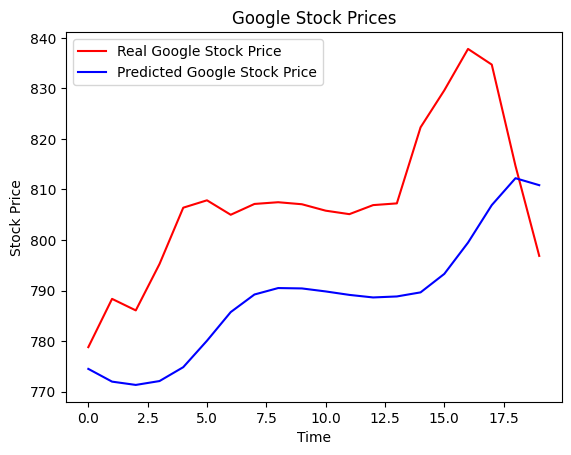 Google Stock Prices
Real Google Stock Price
Predicted Google Stock Price
Stock Price
840
830
820
810
800
790
780
770
0.0 2.5 5.0 7.5 10.0 12.5 15.0 17.5
Time